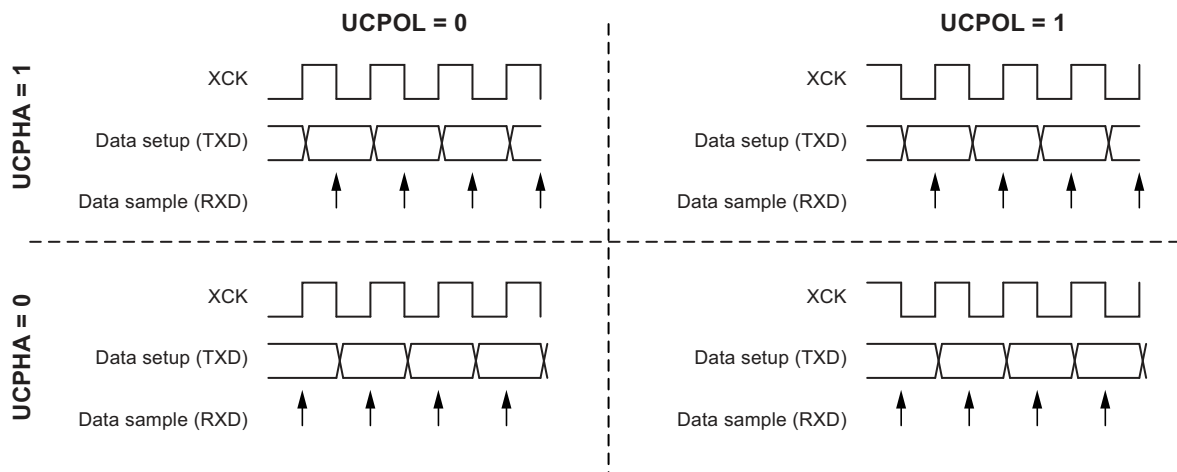 UCPOL = 0
UCPOL = 1
UCPHA = 1
XCK
Data setup (TXD)
Data sample (RXD)
XCK
Data setup (TXD)
Data sample (RXD)
UCPHA = 0
XCK
Data setup (TXD)
Data sample (RXD)
XCK
Data setup (TXD)
Data sample (RXD)